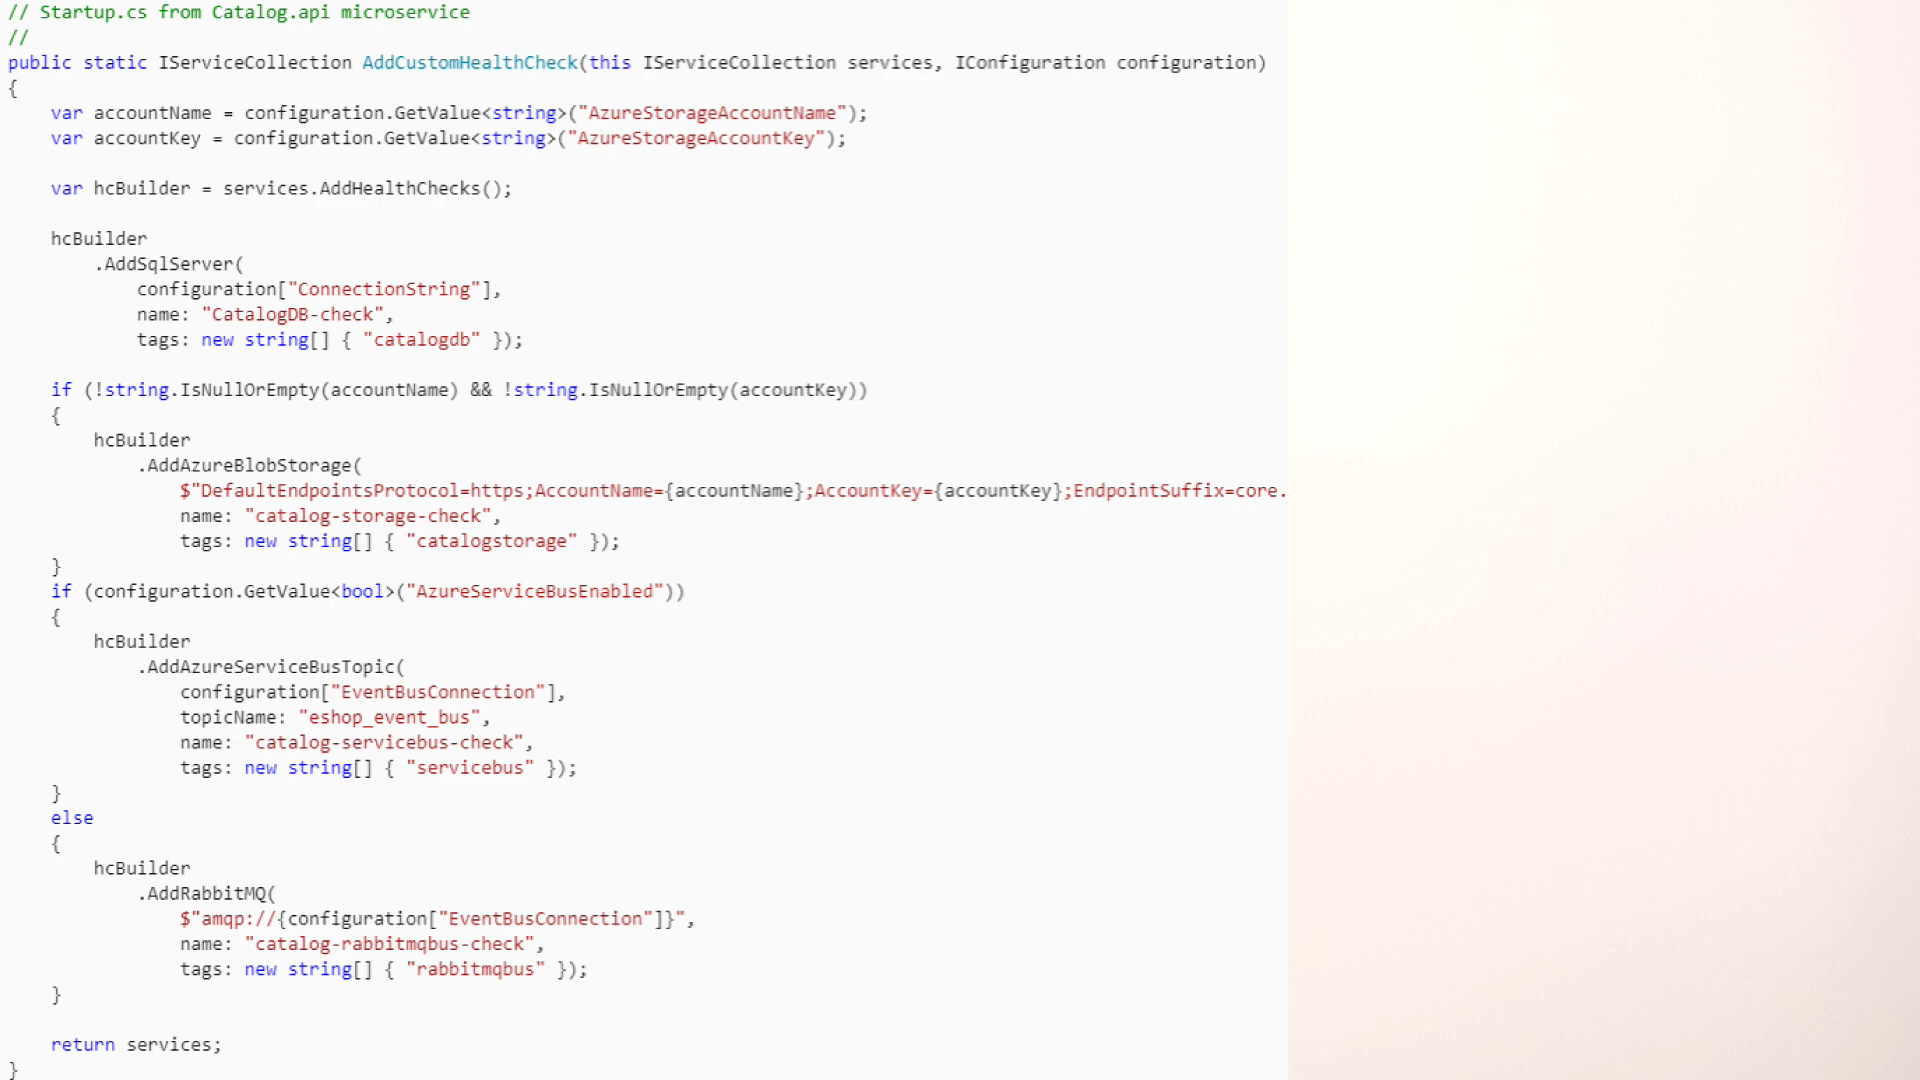 // Startup.cs from Catalog.api microservice
//
public static IServiceCollection AddCustomHealthCheck(this IServiceCollection services, IConfiguration configuration)
{
    var accountName = configuration.GetValue<string>("AzureStorageAccountName");
    var accountKey = configuration.GetValue<string>("AzureStorageAccountKey");

    var hcBuilder = services.AddHealthChecks();

    hcBuilder
        .AddSqlServer(
            configuration["ConnectionString"],
            name: "CatalogDB-check",
            tags: new string[] { "catalogdb" });

    if (!string.IsNullOrEmpty(accountName) && !string.IsNullOrEmpty(accountKey))
    {
        hcBuilder
            .AddAzureBlobStorage(
                $"DefaultEndpointsProtocol=https;AccountName={accountName};AccountKey={accountKey};EndpointSuffix=core.
                name: "catalog-storage-check",
                tags: new string[] { "catalogstorage" });
    }
    if (configuration.GetValue<bool>("AzureServiceBusEnabled"))
    {
        hcBuilder
            .AddAzureServiceBusTopic(
                configuration["EventBusConnection"],
                topicName: "eshop_event_bus",
                name: "catalog-servicebus-check",
                tags: new string[] { "servicebus" });
    }
    else
    {
        hcBuilder
            .AddRabbitMQ(
                $"amqp://{configuration["EventBusConnection"]}",
                name: "catalog-rabbitmqbus-check",
                tags: new string[] { "rabbitmqbus" });
    }

    return services;
}